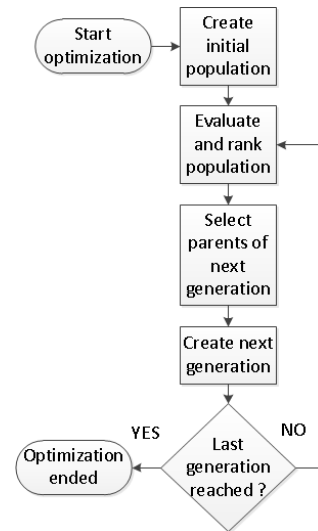 Start
optimization
Create
initial
population
Evaluate
and rank
population
Select
parents of
next
generation
Create next
generation
Last
generation
reached ?
YES
NO
Optimization
ended